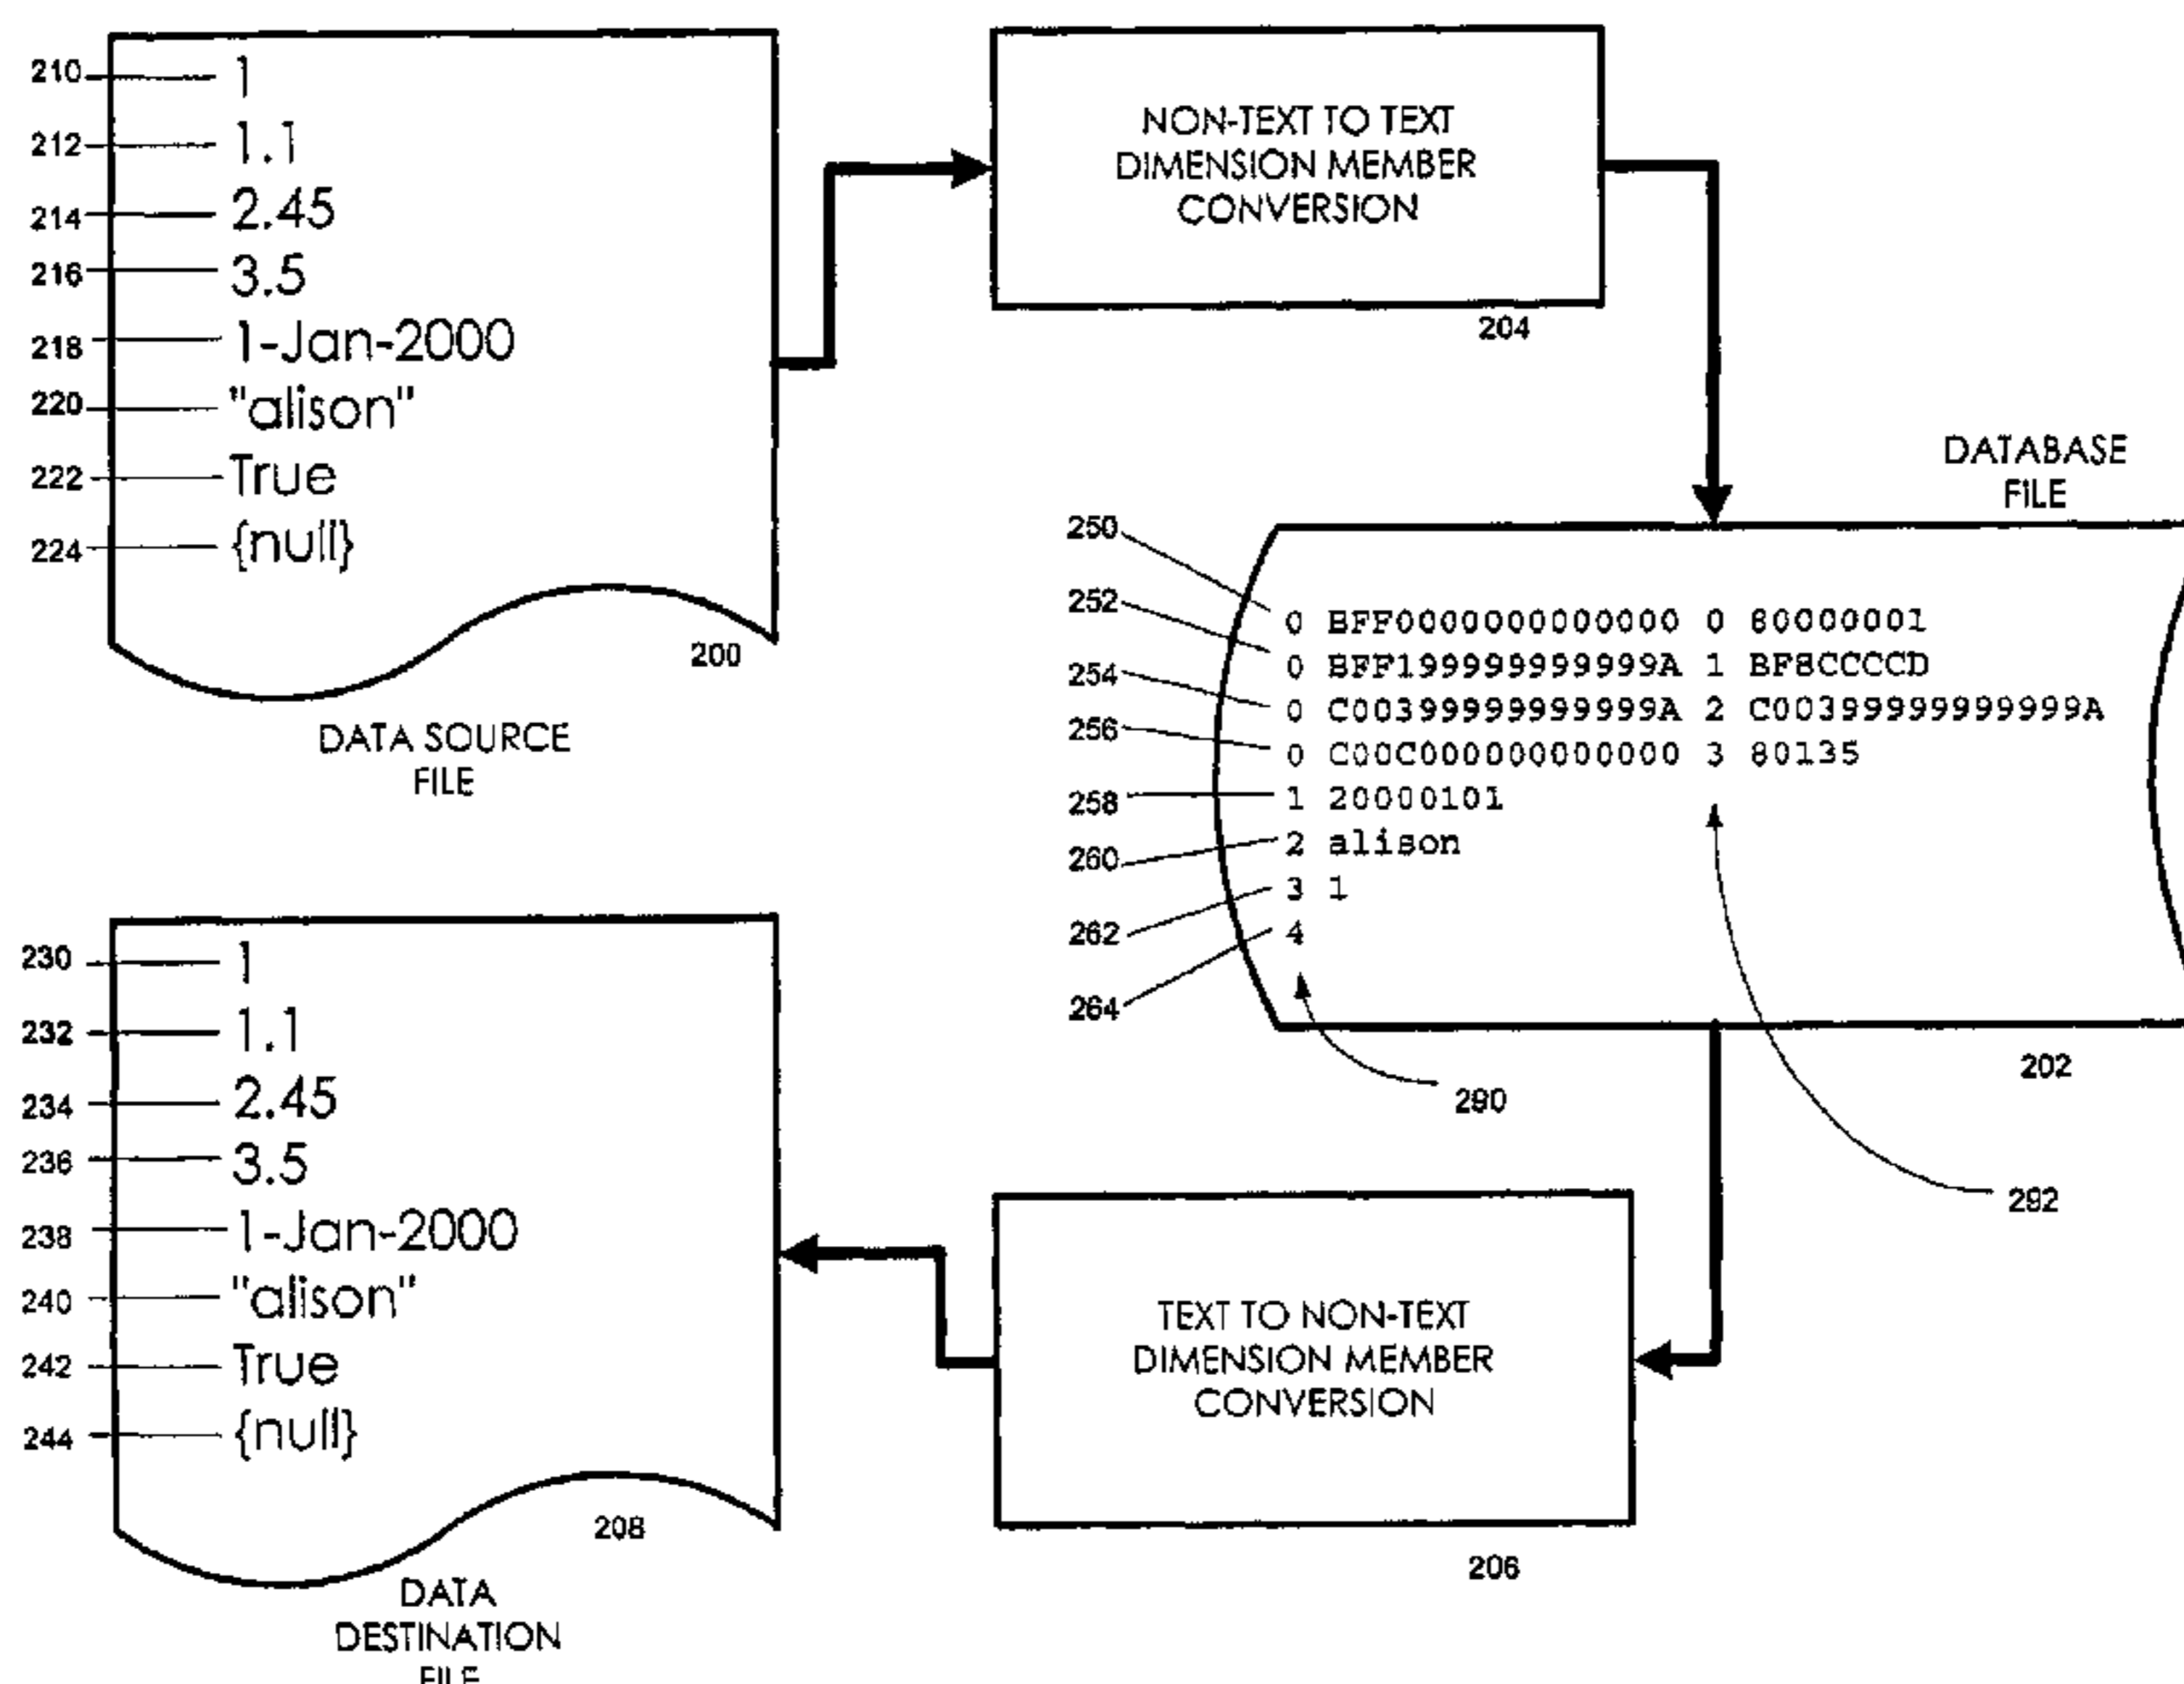 210 1
212 1.1
214 2.45
216 3.5
218 1-Jan-2000
220 "alison"
222 True
224 {null}
200
DATA SOURCE
FILE
NON-TEXT TO TEXT
DIMENSION MEMBER
CONVERSION
204
DATABASE
FILE
250 0 BFF0000000000000 0 80000001
252 0 BFF199999999999A 1 BF8CCCCD
254 0 C00399999999999A 2 C00399999999999A
256 0 C00C000000000000 3 80135
258 1 20000101
260 2 alison
262 3 1
264 4
290
292
202
230 1
232 1.1
234 2.45
236 3.5
238 1-Jan-2000
240 "alison"
242 True
244 {null}
208
DATA
DESTINATION
FILE
TEXT TO NON-TEXT
DIMENSION MEMBER
CONVERSION
206